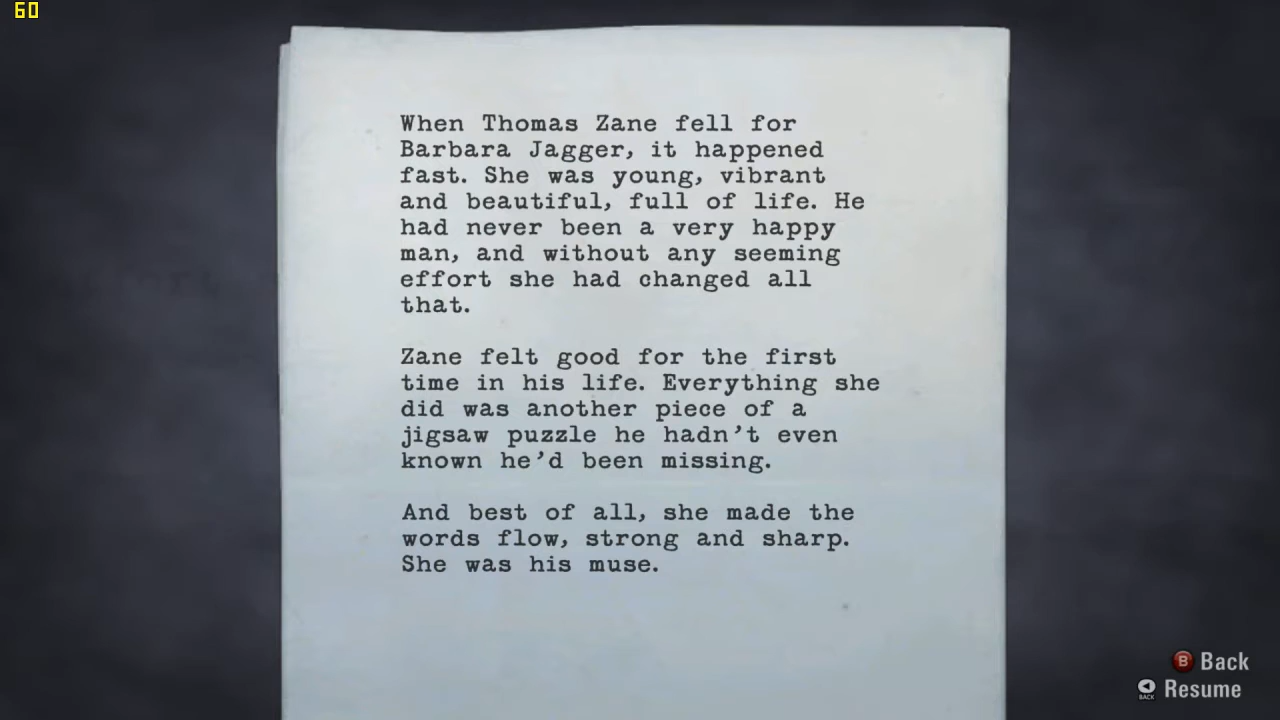 60
When Thomas Zane fell for
Barbara Jagger, it happened
fast. She was young, vibrant
and beautiful, full of life. He
had never been a very happy
man, and without any seeming
effort she had changed all
that.
Zane felt good for the first
time in his life. Everything she
did was another piece of a
jigsaw puzzle he hadn't even
known he'd been missing.
And best of all, she made the
words flow, strong and sharp.
She was his muse.
B Back
BACK Resume